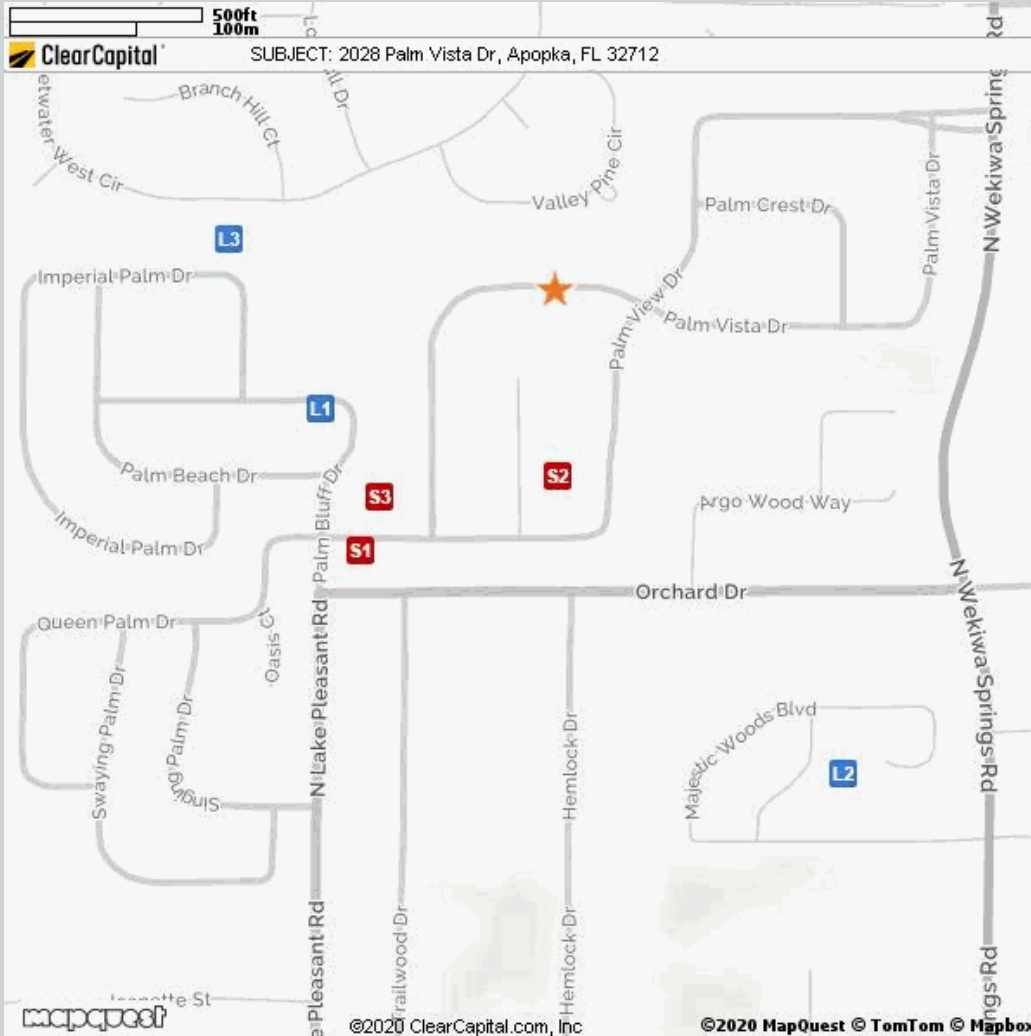 500ft
100m
ClearCapital
SUBJECT: 2028 Palm Vista Dr, Apopka, FL 32712
Rd
N Wekiwa Spring
Branch Hill Ct
etwater West Cir
Valley Pine Cir
Palm Crest Dr
Palm Vista Dr
L3
Imperial Palm Dr
Palm View Dr
Palm Vista Dr
L1
Palm Beach Dr
Palm Bluff Dr
S3
S2
S1
Argo Wood Way
Imperial Palm Dr
Orchard Dr
N Wekiwa Springs Rd
Queen Palm Dr
Oasis Ct
N Lake Pleasant Rd
Swaying Palm Dr
Singing Palm Dr
Hemlock Dr
Majestic Woods Blvd
L2
e Pleasant Rd
Trailwood Dr
Hemlock Dr
ngs Rd
mapquest
©2020 ClearCapital.com, Inc
©2020 MapQuest © TomTom © Mapbox